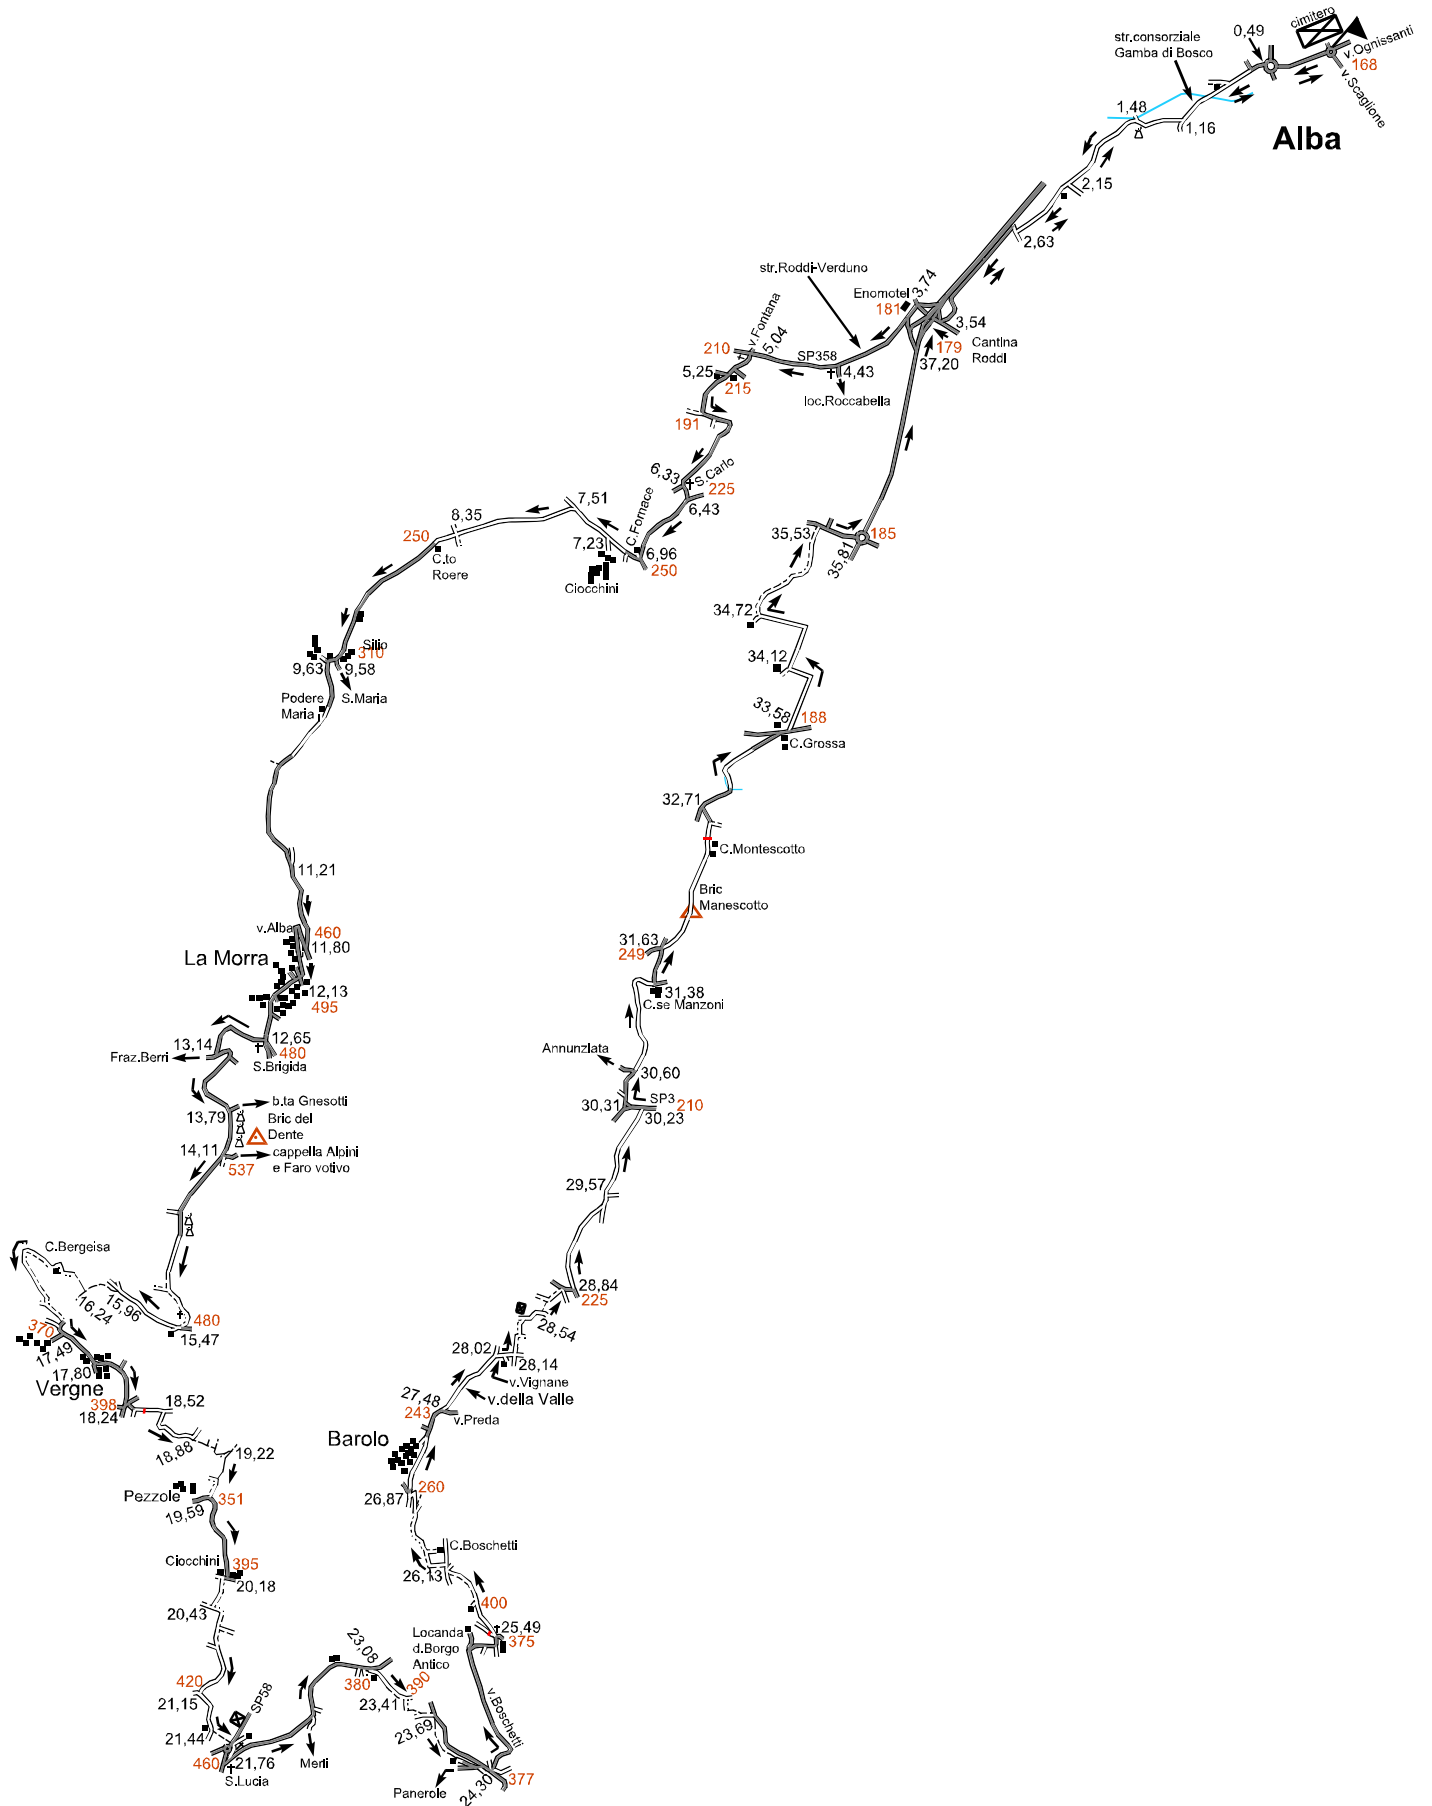 cimitero
0,49
v.Ognissanti
168
v.Scaglione
str.consorziale
Gamba di Bosco
1,48
1,16
Alba
2,15
2,63
str.Roddi-Verduno
Enomotel
3,74
181
3,54
179
Cantina
Roddi
37,20
v.Fontana
5,04
210
SP358
4,43
5,25
215
loc.Roccabella
191
6,33
S.Carlo
225
6,43
7,51
8,35
C.Fornace
250
7,23
6,96
250
C.to
Roere
Ciocchini
35,53
185
35,81
34,72
Silio
310
9,63
9,58
34,12
Podere
Maria
S.Maria
33,58
188
C.Grossa
32,71
C.Montescotto
11,21
Bric
Manescotto
v.Alba
460
11,80
31,63
249
La Morra
12,13
495
31,38
C.se Manzoni
13,14
12,65
480
Fraz.Berri
S.Brigida
Annunziata
30,60
b.ta Gnesotti
13,79
Bric del
Dente
30,31
SP3
210
30,23
14,11
cappella Alpini
e Faro votivo
537
29,57
C.Bergeisa
28,84
225
16,24
15,96
480
15,47
28,54
370
17,49
17,80
Vergne
28,02
28,14
v.Vignane
v.della Valle
398
18,24
18,52
27,48
243
v.Preda
Barolo
18,88
19,22
Pezzole
351
19,59
260
26,87
C.Boschetti
Ciocchini
395
20,18
26,13
20,43
400
25,49
375
Locanda
d.Borgo
Antico
23,08
420
380
390
21,15
SP58
23,41
v.Boschetti
21,44
23,69
460
21,76
Merli
S.Lucia
Panerole
24,30
377